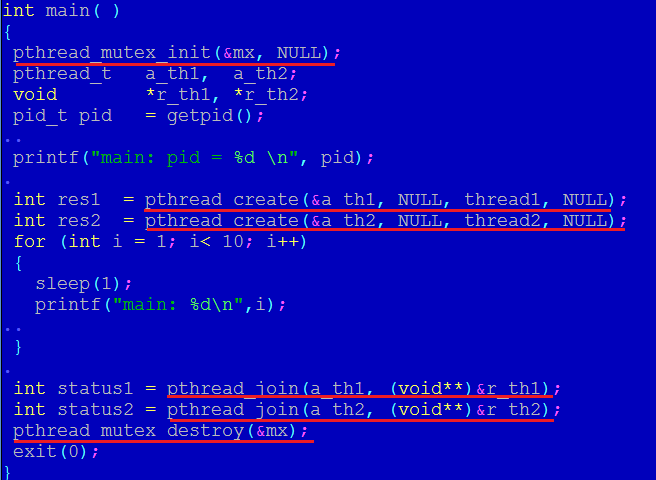 int main( )
{
pthread_mutex_init(&mx, NULL);
pthread_t   a_th1,  a_th2;
void        *r_th1, *r_th2;
pid_t pid   = getpid();
..
printf("main: pid = %d \n", pid);
.
int res1  = pthread_create(&a_th1, NULL, thread1, NULL);
int res2  = pthread_create(&a_th2, NULL, thread2, NULL);
for (int i = 1; i< 10; i++)
{
sleep(1);
printf("main: %d\n",i);
..
}
.
int status1 = pthread_join(a_th1, (void**)&r_th1);
int status2 = pthread_join(a_th2, (void**)&r_th2);
pthread_mutex_destroy(&mx);
exit(0);
}